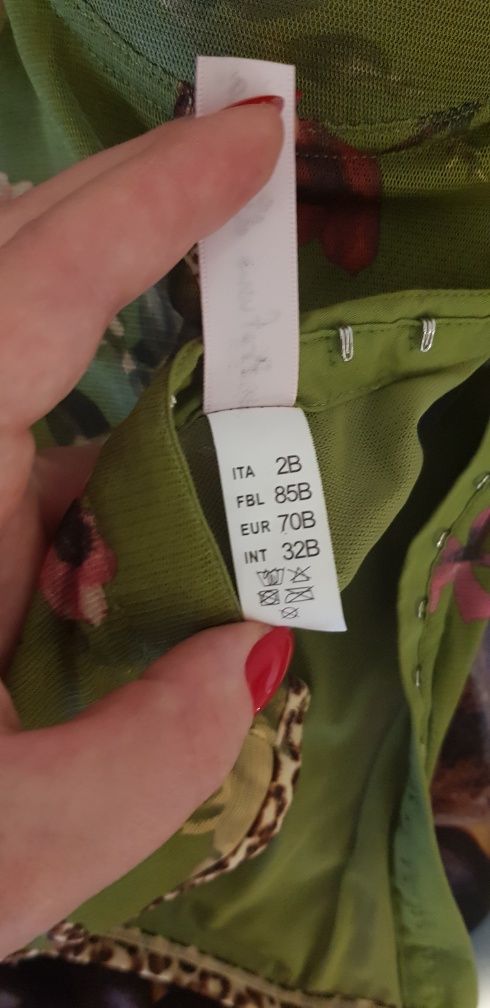 ITA 2B
FBL 85B
EUR 70B
INT 32B